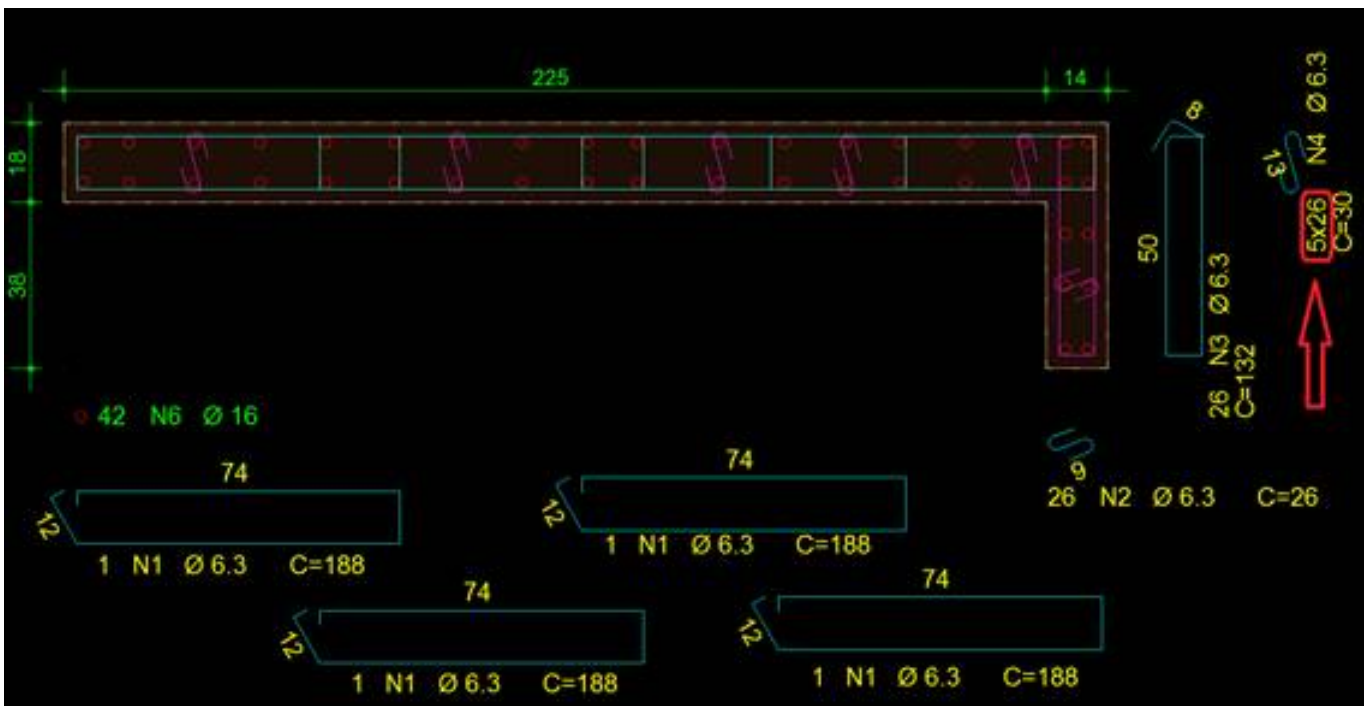 225
14
18
38
8
50
26 N3 Ø 6.3
C=132
13
5x26 N4 Ø 6.3
C=30
42 N6 Ø 16
9
26 N2 Ø 6.3 C=26
74
12
1 N1 Ø 6.3 C=188
74
12
1 N1 Ø 6.3 C=188
74
12
1 N1 Ø 6.3 C=188
74
12
1 N1 Ø 6.3 C=188